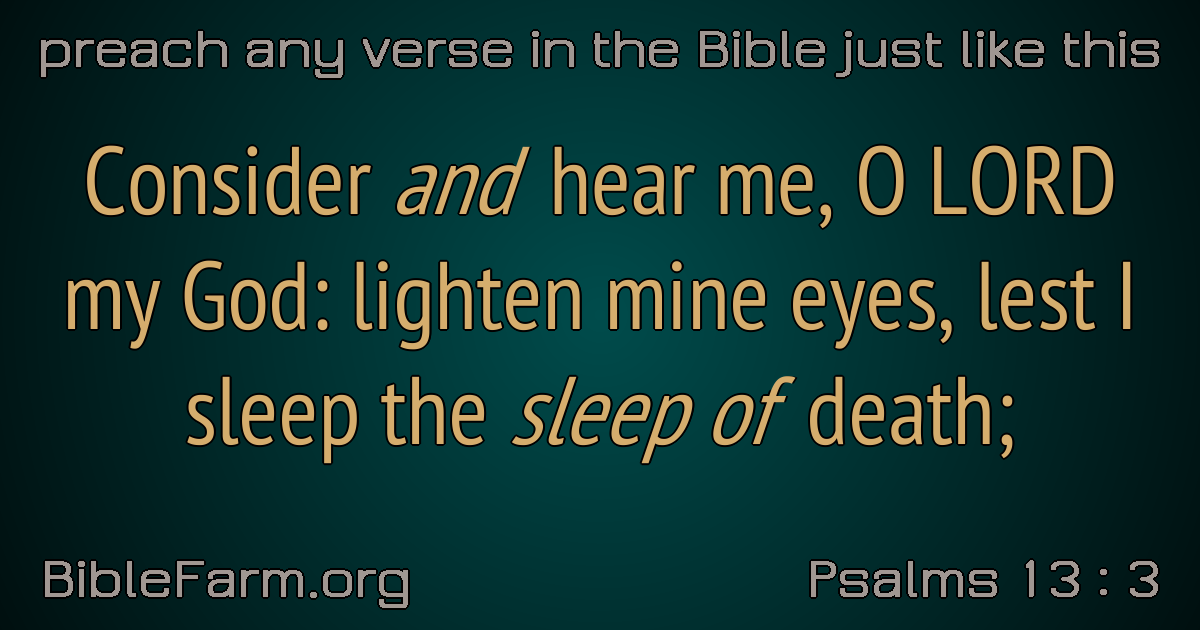 preach any verse in the Bible just like this
Consider and hear me, O LORD
my God: lighten mine eyes, lest I
sleep the sleep of death;
BibleFarm.org
Psalms 13 : 3